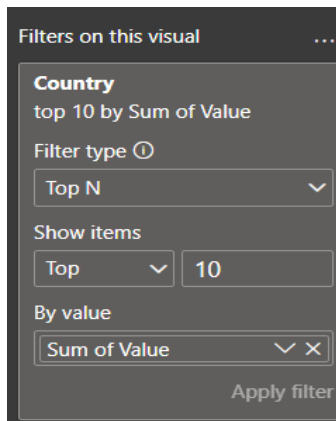 Filters on this visual ...
Country
top 10 by Sum of Value
Filter type
Top N
Show items
Top 10
By value
Sum of Value
Apply filter